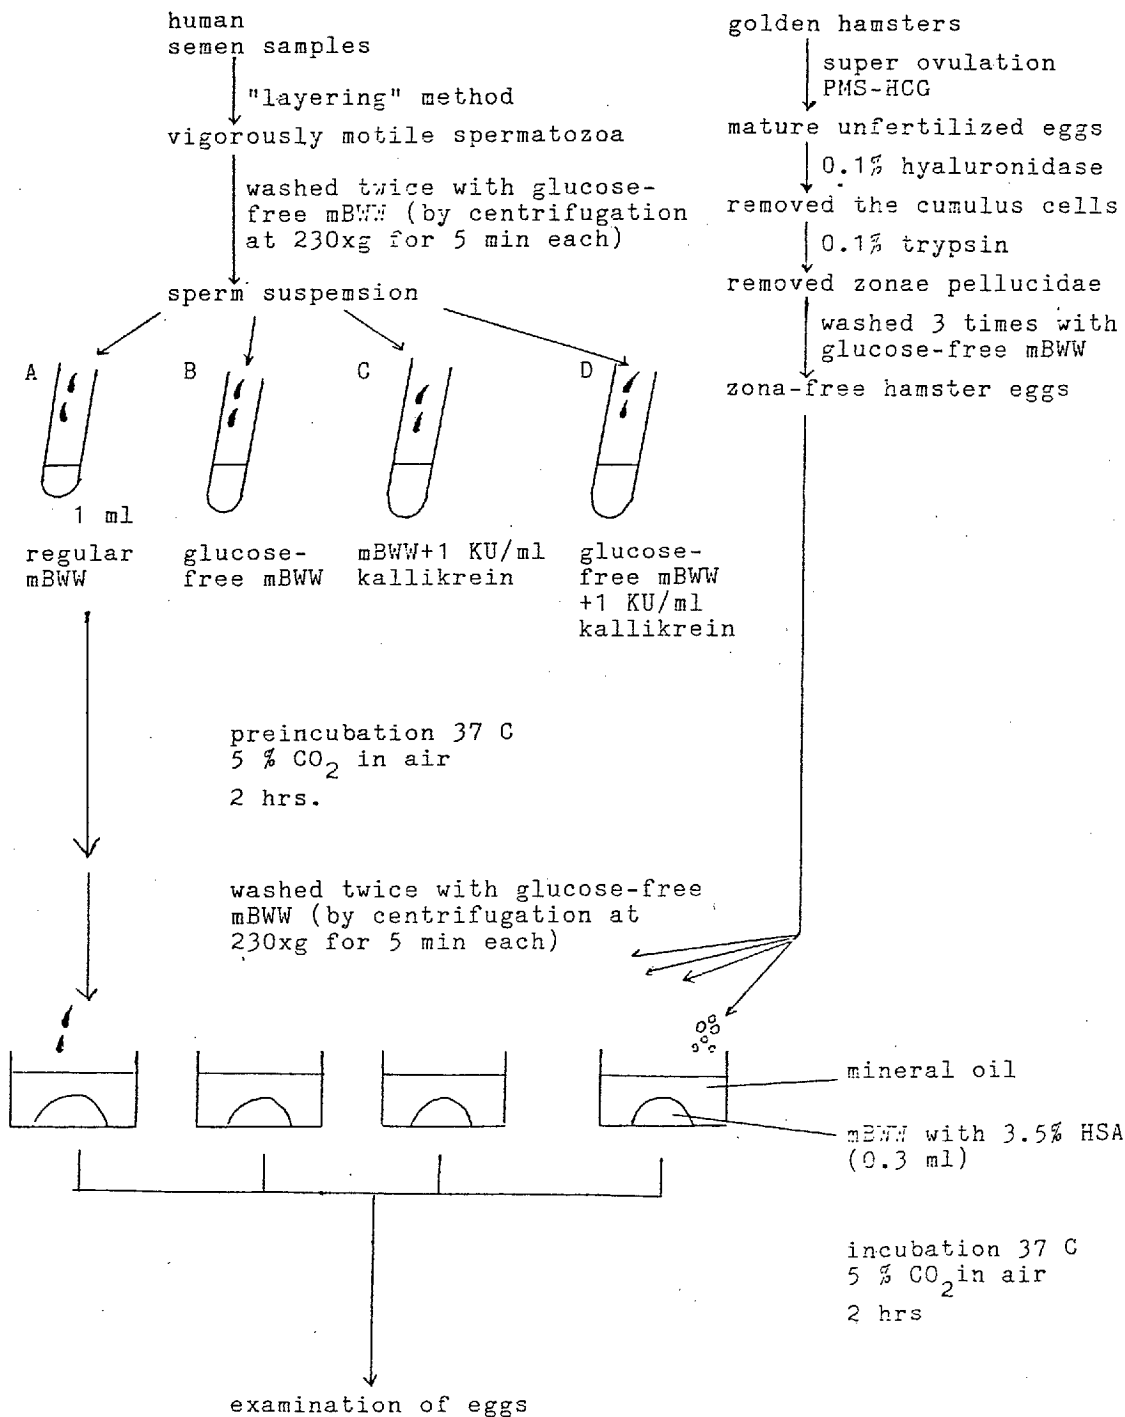 human
semen samples
"layering" method
vigorously motile spermatozoa
washed twice with glucose-
free mBWW (by centrifugation
at 230xg for 5 min each)
sperm suspemsion
golden hamsters
super ovulation
PMS-HCG
mature unfertilized eggs
0.1% hyaluronidase
removed the cumulus cells
0.1% trypsin
removed zonae pellucidae
washed 3 times with
glucose-free mBWW
zona-free hamster eggs
A
B
C
D
1 ml
regular
mBWW
glucose-
free mBWW
mBWW+1 KU/ml
kallikrein
glucose-
free mBWW
+1 KU/ml
kallikrein
preincubation 37 C
5 % CO2 in air
2 hrs.
washed twice with glucose-free
mBWW (by centrifugation at
230xg for 5 min each)
mineral oil
mBWW with 3.5% HSA
(0.3 ml)
incubation 37 C
5 % CO2 in air
2 hrs
examination of eggs